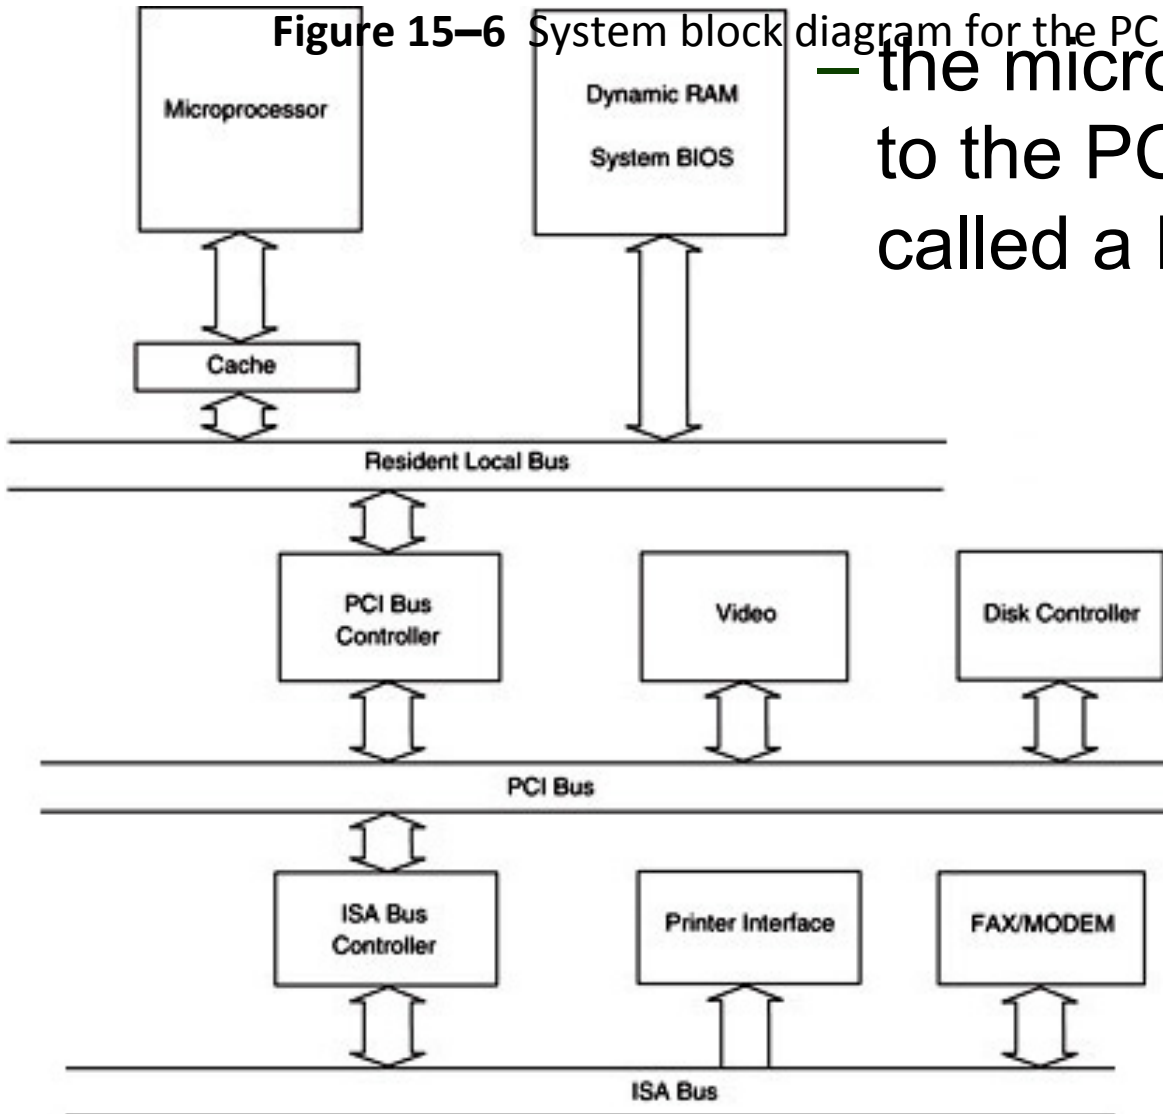 Figure 15–6 System block diagram for the PC
– the micro
to the PC
called a
Microprocessor
Dynamic RAM
System BIOS
Cache
Resident Local Bus
PCI Bus
Controller
Video
Disk Controller
PCI Bus
ISA Bus
Controller
Printer Interface
FAX/MODEM
ISA Bus